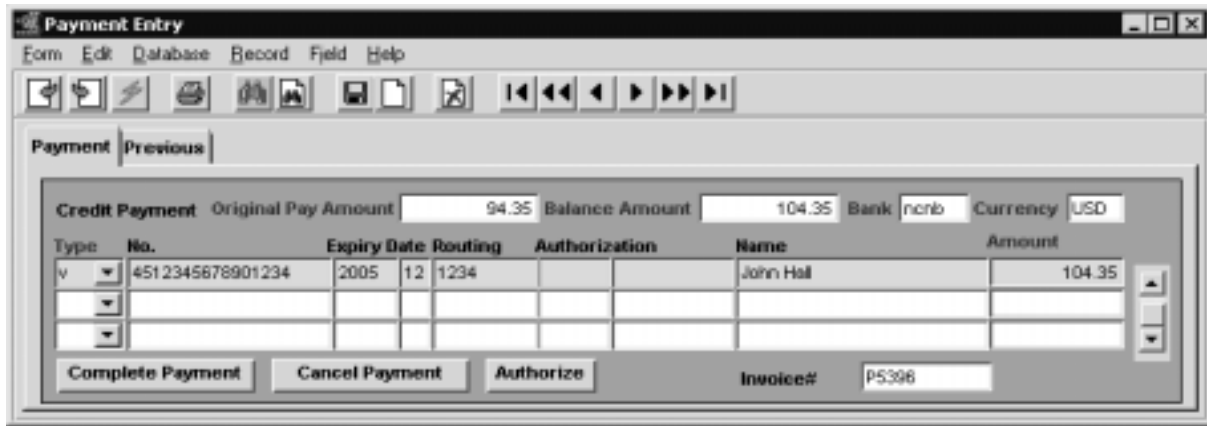 Payment Entry
Form Edit Database Record Field Help
Payment Previous
Credit Payment Original Pay Amount 94.35 Balance Amount 104.35 Bank ncnb Currency USD
Type No. Expiry Date Routing Authorization Name Amount
v 4512345678901234 2005 12 1234 John Hall 104.35
Complete Payment Cancel Payment Authorize Invoice# P5396